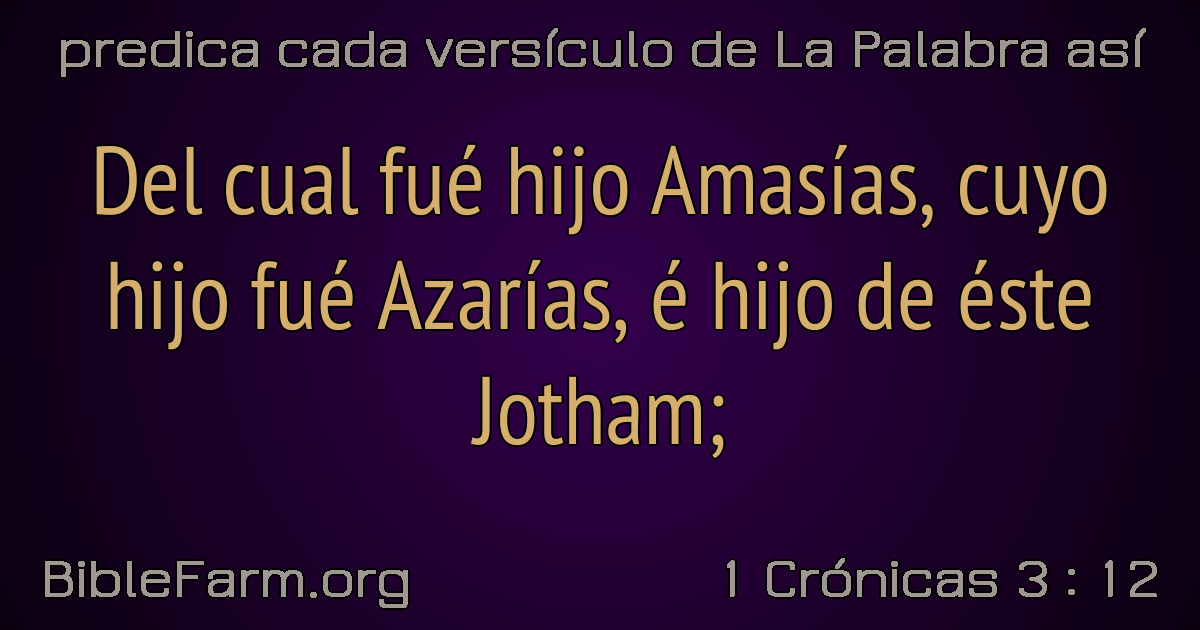 predica cada versículo de La Palabra así
Del cual fué hijo Amasías, cuyo
hijo fué Azarías, é hijo de éste
Jotham;
BibleFarm.org
1 Crónicas 3 : 12